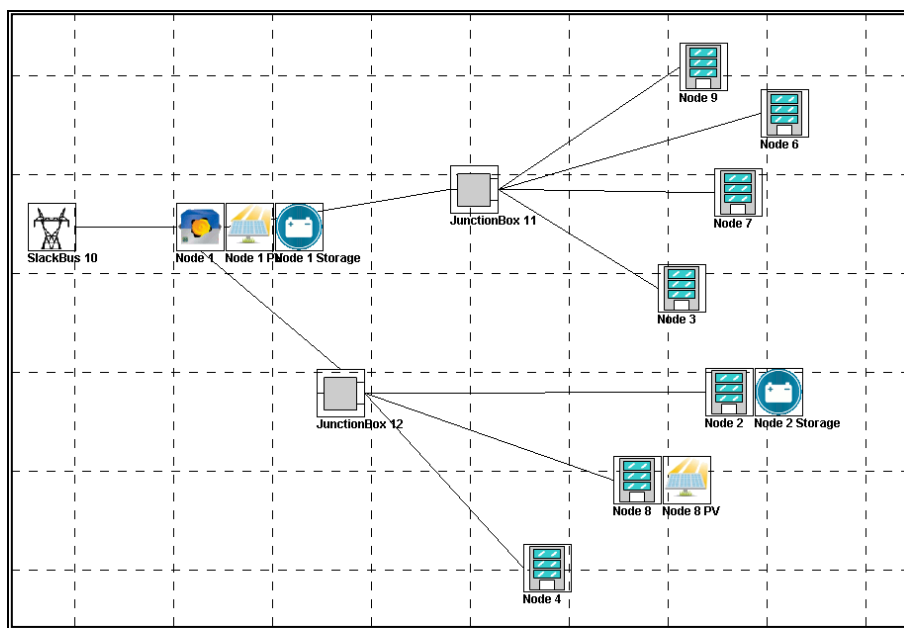 Node 9
Node 6
Node 7
JunctionBox 11
SlackBus 10
Node 1
Node 1 PV
Node 1 Storage
Node 3
Node 2
Node 2 Storage
JunctionBox 12
Node 8
Node 8 PV
Node 4